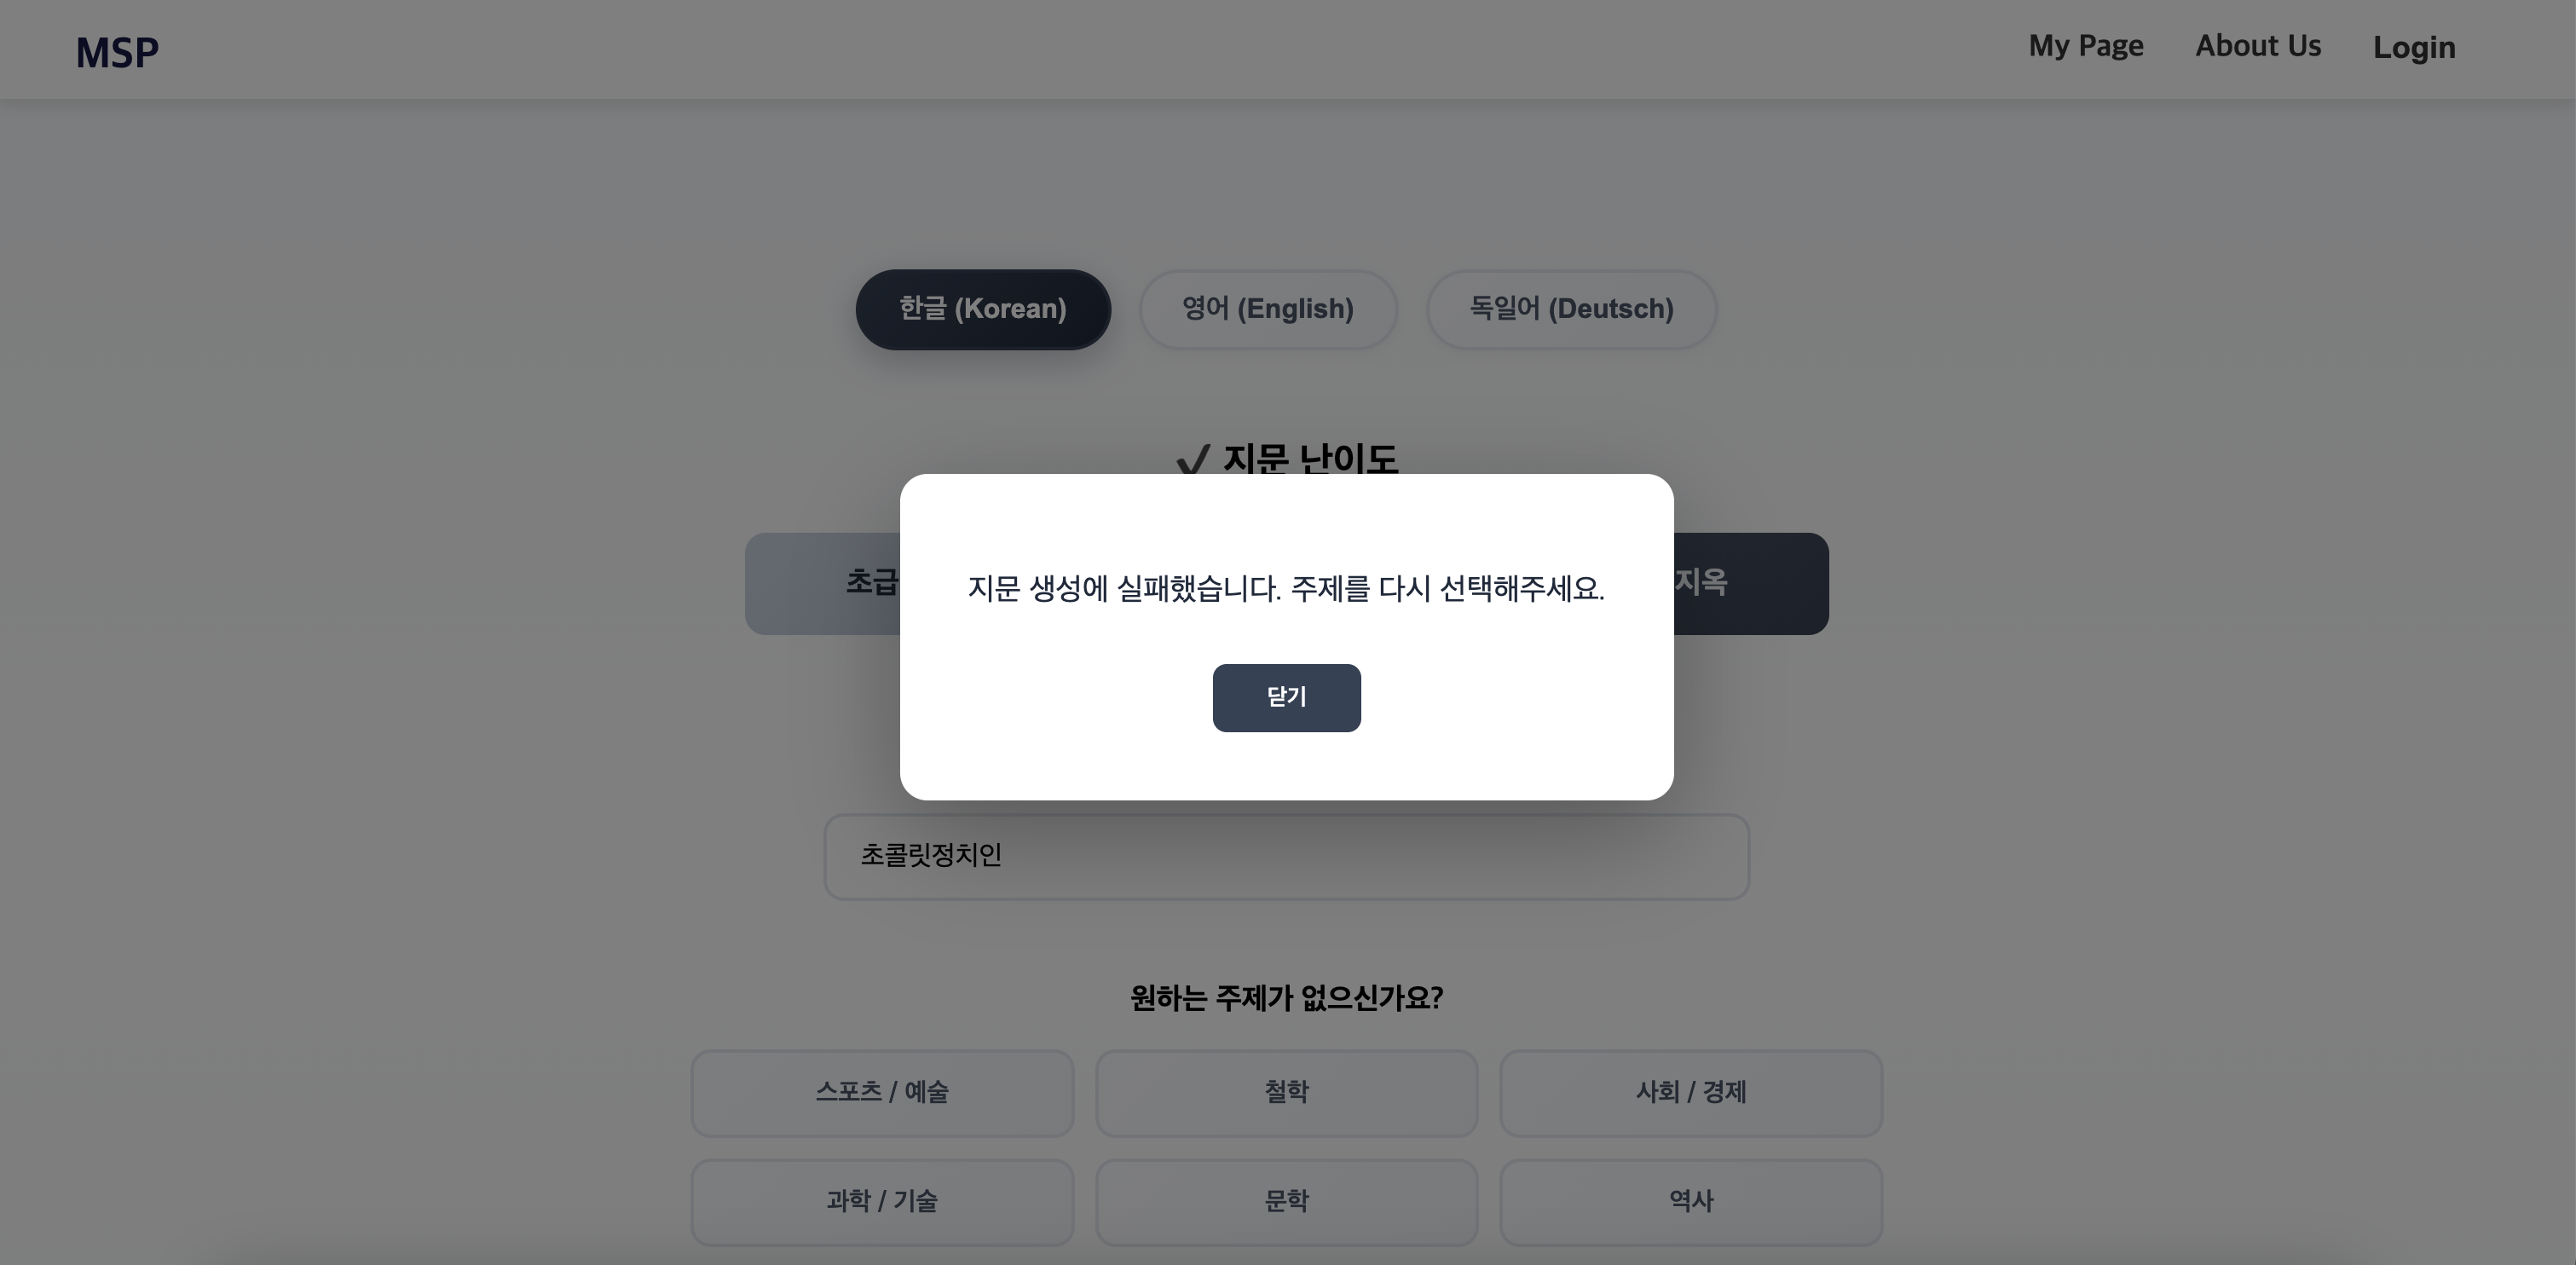 MSP
My Page About Us Login
한글 (Korean) 영어 (English) 독일어 (Deutsch)
✔ 지문 난이도
초급 지옥
지문 생성에 실패했습니다. 주제를 다시 선택해주세요.
닫기
초콜릿정치인
원하는 주제가 없으신가요?
스포츠 / 예술 철학 사회 / 경제
과학 / 기술 문학 역사